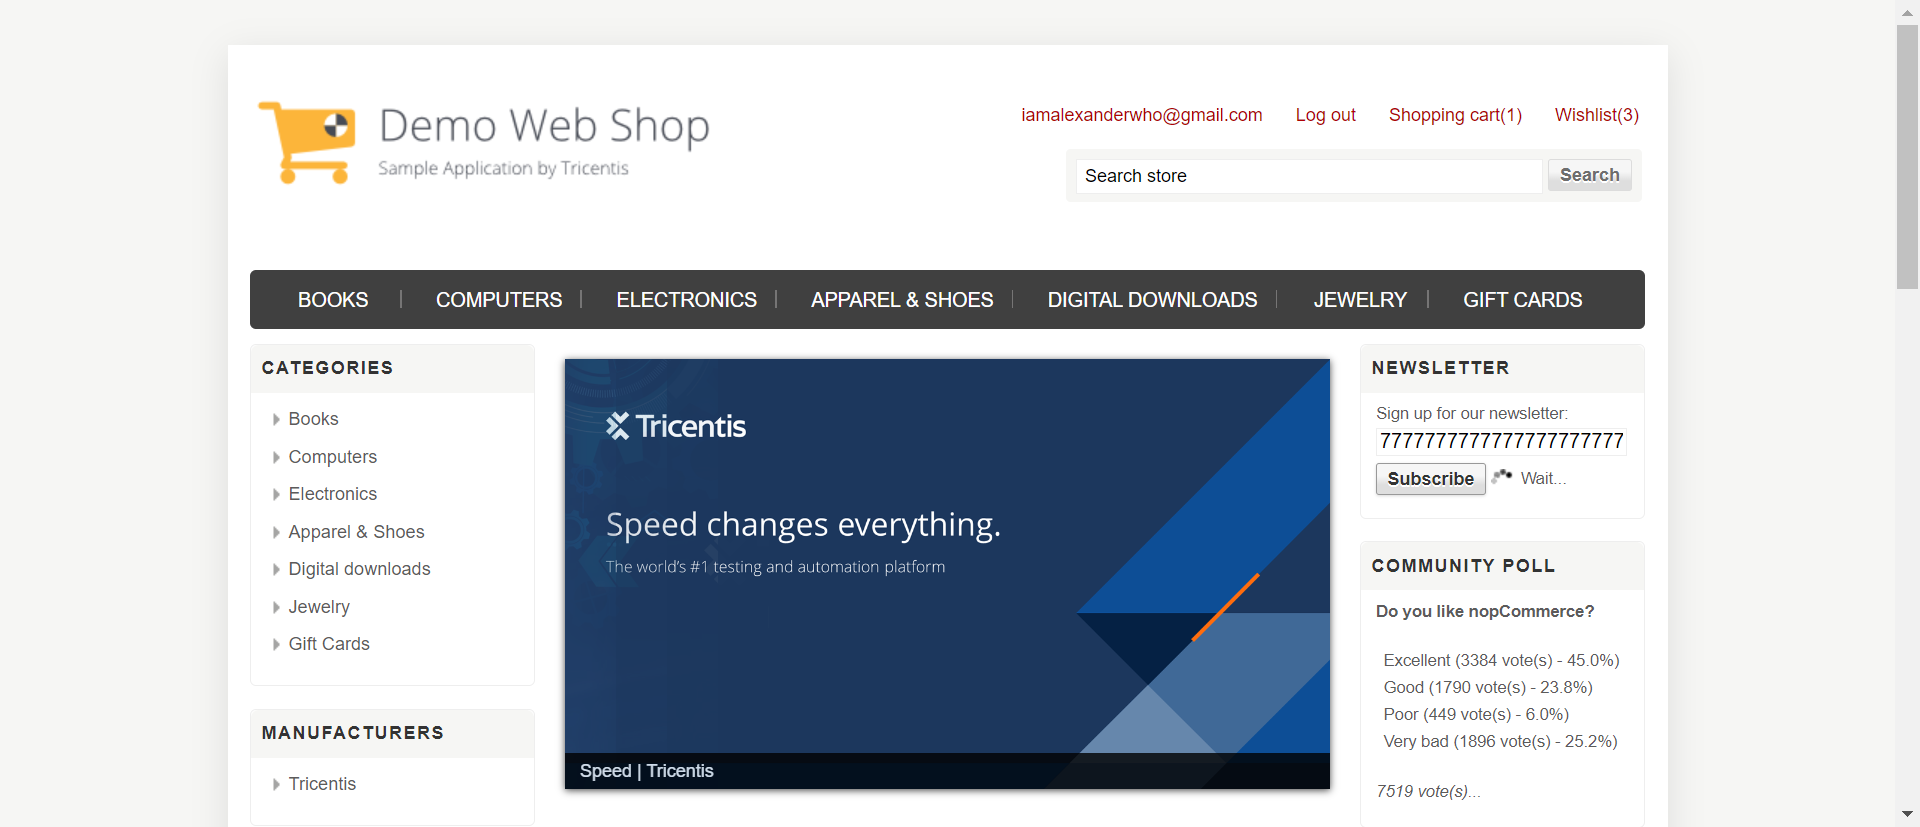 Demo Web Shop
Sample Application by Tricentis
iamalexanderwho@gmail.com Log out Shopping cart(1) Wishlist(3)
Search store Search
BOOKS COMPUTERS ELECTRONICS APPAREL & SHOES DIGITAL DOWNLOADS JEWELRY GIFT CARDS
CATEGORIES
Books
Computers
Electronics
Apparel & Shoes
Digital downloads
Jewelry
Gift Cards
MANUFACTURERS
Tricentis
Tricentis
Speed changes everything.
The world's #1 testing and automation platform
Speed | Tricentis
NEWSLETTER
Sign up for our newsletter:
7777777777777777777777
Subscribe Wait...
COMMUNITY POLL
Do you like nopCommerce?
Excellent (3384 vote(s) - 45.0%)
Good (1790 vote(s) - 23.8%)
Poor (449 vote(s) - 6.0%)
Very bad (1896 vote(s) - 25.2%)
7519 vote(s)...